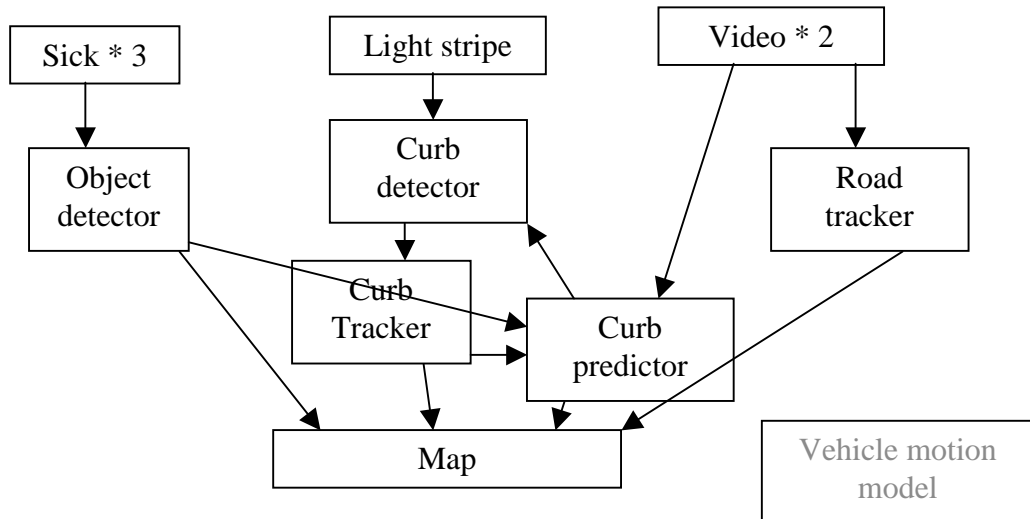 Sick * 3
Light stripe
Video * 2
Object
detector
Curb
detector
Road
tracker
Curb
Tracker
Curb
predictor
Map
Vehicle motion
model